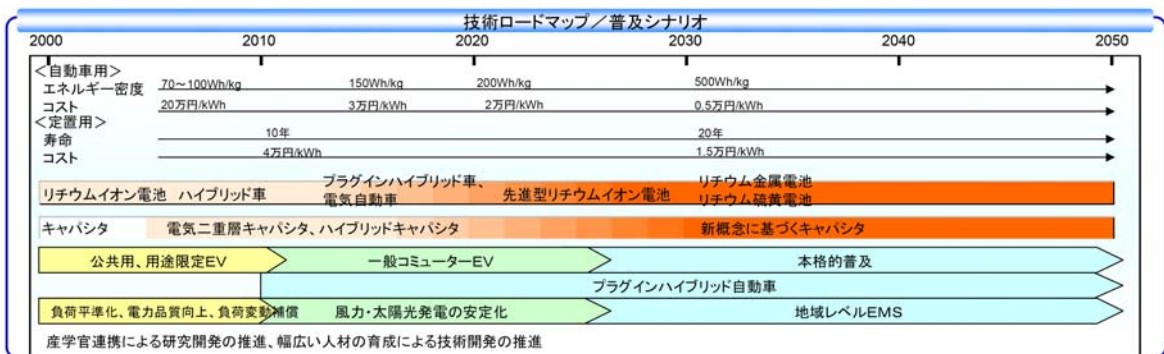 技術ロードマップ／普及シナリオ
2000 2010 2020 2030 2040 2050
＜自動車用＞
エネルギー密度 70～100Wh/kg 150Wh/kg 200Wh/kg 500Wh/kg
コスト 20万円/kWh 3万円/kWh 2万円/kWh 0.5万円/kWh
＜定置用＞
寿命 10年 20年
コスト 4万円/kWh 1.5万円/kWh
リチウムイオン電池 ハイブリッド車
プラグインハイブリッド車、
電気自動車
先進型リチウムイオン電池
リチウム金属電池
リチウム硫黄電池
キャパシタ 電気二重層キャパシタ、ハイブリッドキャパシタ 新概念に基づくキャパシタ
公共用、用途限定EV 一般コミューターEV 本格的普及
プラグインハイブリッド自動車
負荷平準化、電力品質向上、負荷変動補償 風力・太陽光発電の安定化 地域レベルEMS
産学官連携による研究開発の推進、幅広い人材の育成による技術開発の推進